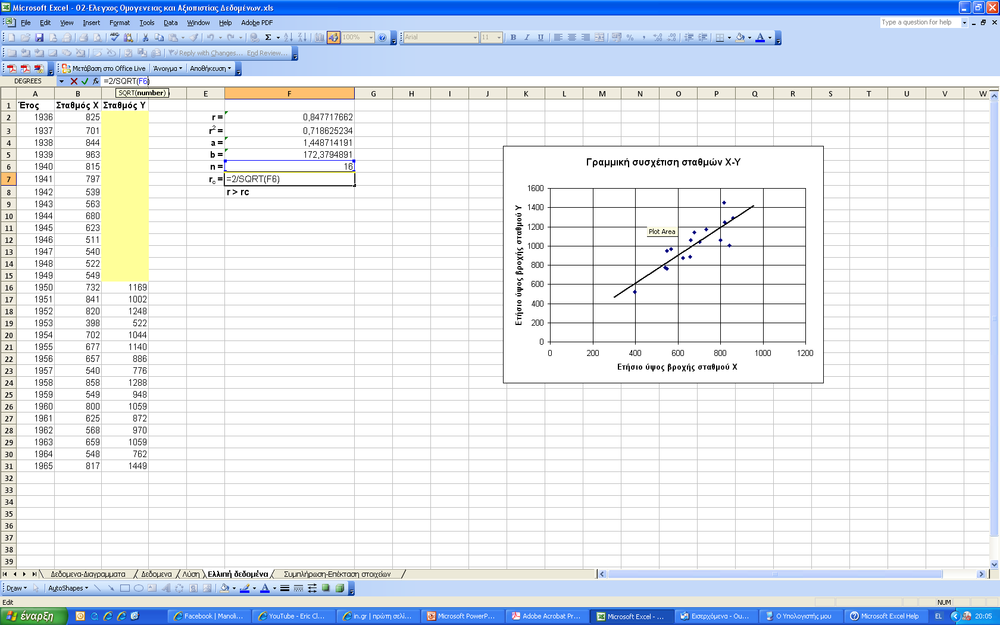 Microsoft Excel - 02-Ελεγχος Ομογενειας και Αξιοπιστίας Δεδομένων.xls
File Edit View Insert Format Tools Data Window Help Adobe PDF
Type a question for help
100% Arial 11 B I U
Reply with Changes... End Review...
Μετάβαση στο Office Live Άνοιγμα Αποθήκευση
DEGREES =2/SQRT(F6)
SQRT(number)
A B E F G H I J K L M N O P Q R S T U V W
1 Έτος Σταθμός X Σταθμός Y
2 1936 825 r = 0,847717662
3 1937 701 r² = 0,718625234
4 1938 844 a = 1,448714191
5 1939 963 b = 172,3794891
6 1940 815 n = 16
7 1941 797 rc = =2/SQRT(F6)
8 1942 539 r > rc
9 1943 563
10 1944 680
11 1945 623
12 1946 511
13 1947 540
14 1948 522
15 1949 549
16 1950 732 1169
17 1951 841 1002
18 1952 820 1248
19 1953 398 522
20 1954 702 1044
21 1955 677 1140
22 1956 657 886
23 1957 540 776
24 1958 858 1288
25 1959 549 948
26 1960 800 1059
27 1961 625 872
28 1962 568 970
29 1963 659 1059
30 1964 548 762
31 1965 817 1449
32
33
34
35
36
37
38
39
Γραμμική συσχέτιση σταθμών X-Y
Ετήσιο ύψος βροχής σταθμού Y
1600
1400
1200
1000
800
600
400
200
0
Plot Area
0 200 400 600 800 1000 1200
Ετήσιο ύψος βροχής σταθμού X
Δεδομενα-Διαγραμματα Δεδομενα Λύση Ελλιπή δεδομένα Συμπλήρωση-Επέκταση στοιχείων
Draw AutoShapes
Edit NUM
έναρξη Facebook | Manoli... YouTube - Eric Cl... in.gr | πρώτη σελί... Microsoft PowerP... Adobe Acrobat Pr... Microsoft Excel - ... Εισερχόμενα - Ou... Ο Υπολογιστής μου Microsoft Excel Help EL 20:05